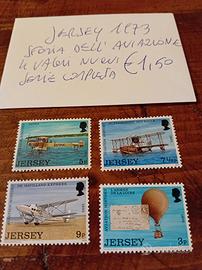 JERSEY 1973
STORIA DELL'AVIAZIONE
4 VALORI NUOVI
SERIE COMPLETA €1,50
JERSEY 5p
JERSEY 7½p
DE HAVILLAND EXPRESS
JERSEY 9p
JERSEY 3p